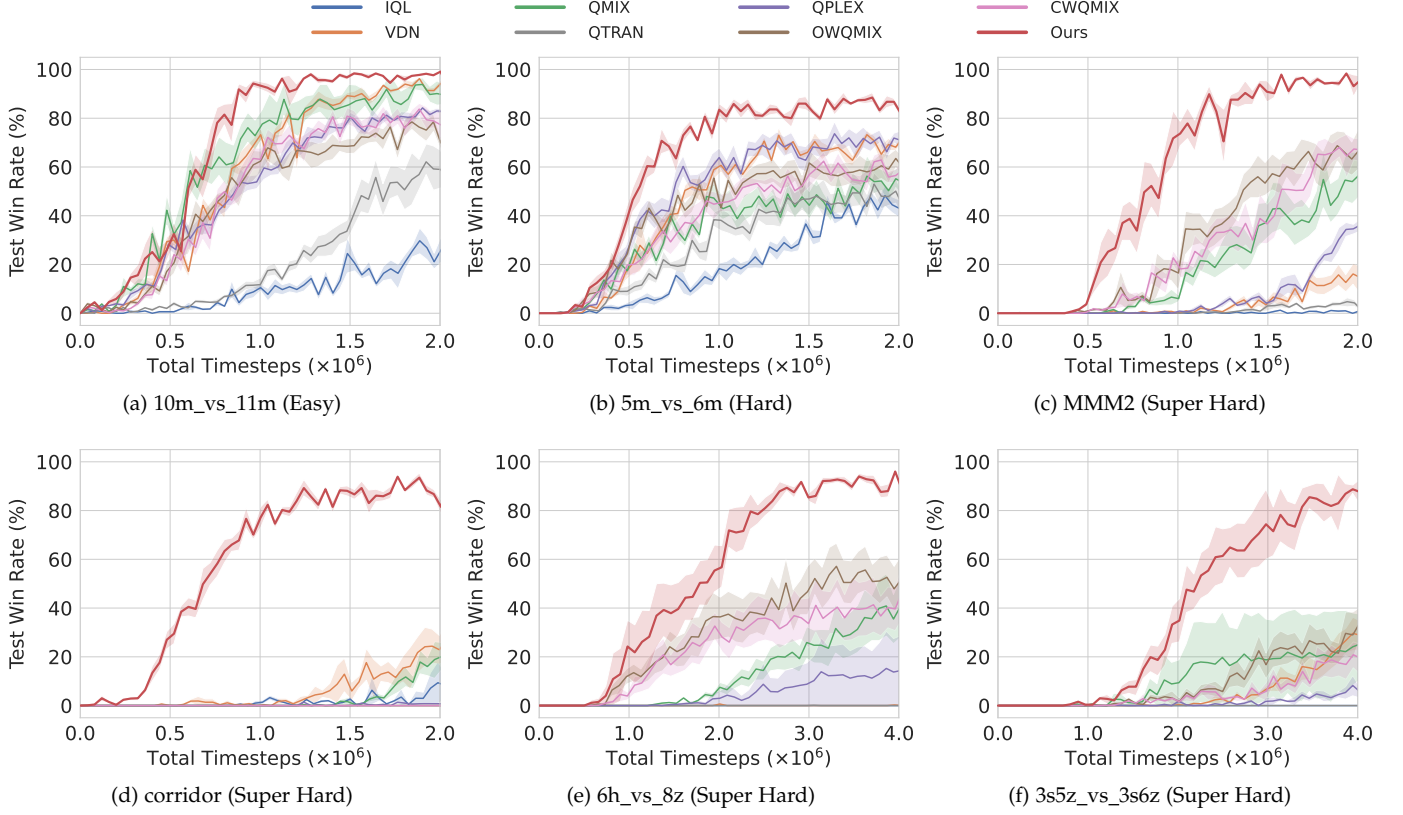 IQL QMIX QPLEX CWQMIX
VDN QTRAN OWQMIX Ours
Test Win Rate (%)
100
80
60
40
20
0
0.0 0.5 1.0 1.5 2.0
Total Timesteps (×10⁶)
(a) 10m_vs_11m (Easy)
Test Win Rate (%)
100
80
60
40
20
0
0.0 0.5 1.0 1.5 2.0
Total Timesteps (×10⁶)
(b) 5m_vs_6m (Hard)
Test Win Rate (%)
100
80
60
40
20
0
0.0 0.5 1.0 1.5 2.0
Total Timesteps (×10⁶)
(c) MMM2 (Super Hard)
Test Win Rate (%)
100
80
60
40
20
0
0.0 0.5 1.0 1.5 2.0
Total Timesteps (×10⁶)
(d) corridor (Super Hard)
Test Win Rate (%)
100
80
60
40
20
0
0.0 1.0 2.0 3.0 4.0
Total Timesteps (×10⁶)
(e) 6h_vs_8z (Super Hard)
Test Win Rate (%)
100
80
60
40
20
0
0.0 1.0 2.0 3.0 4.0
Total Timesteps (×10⁶)
(f) 3s5z_vs_3s6z (Super Hard)